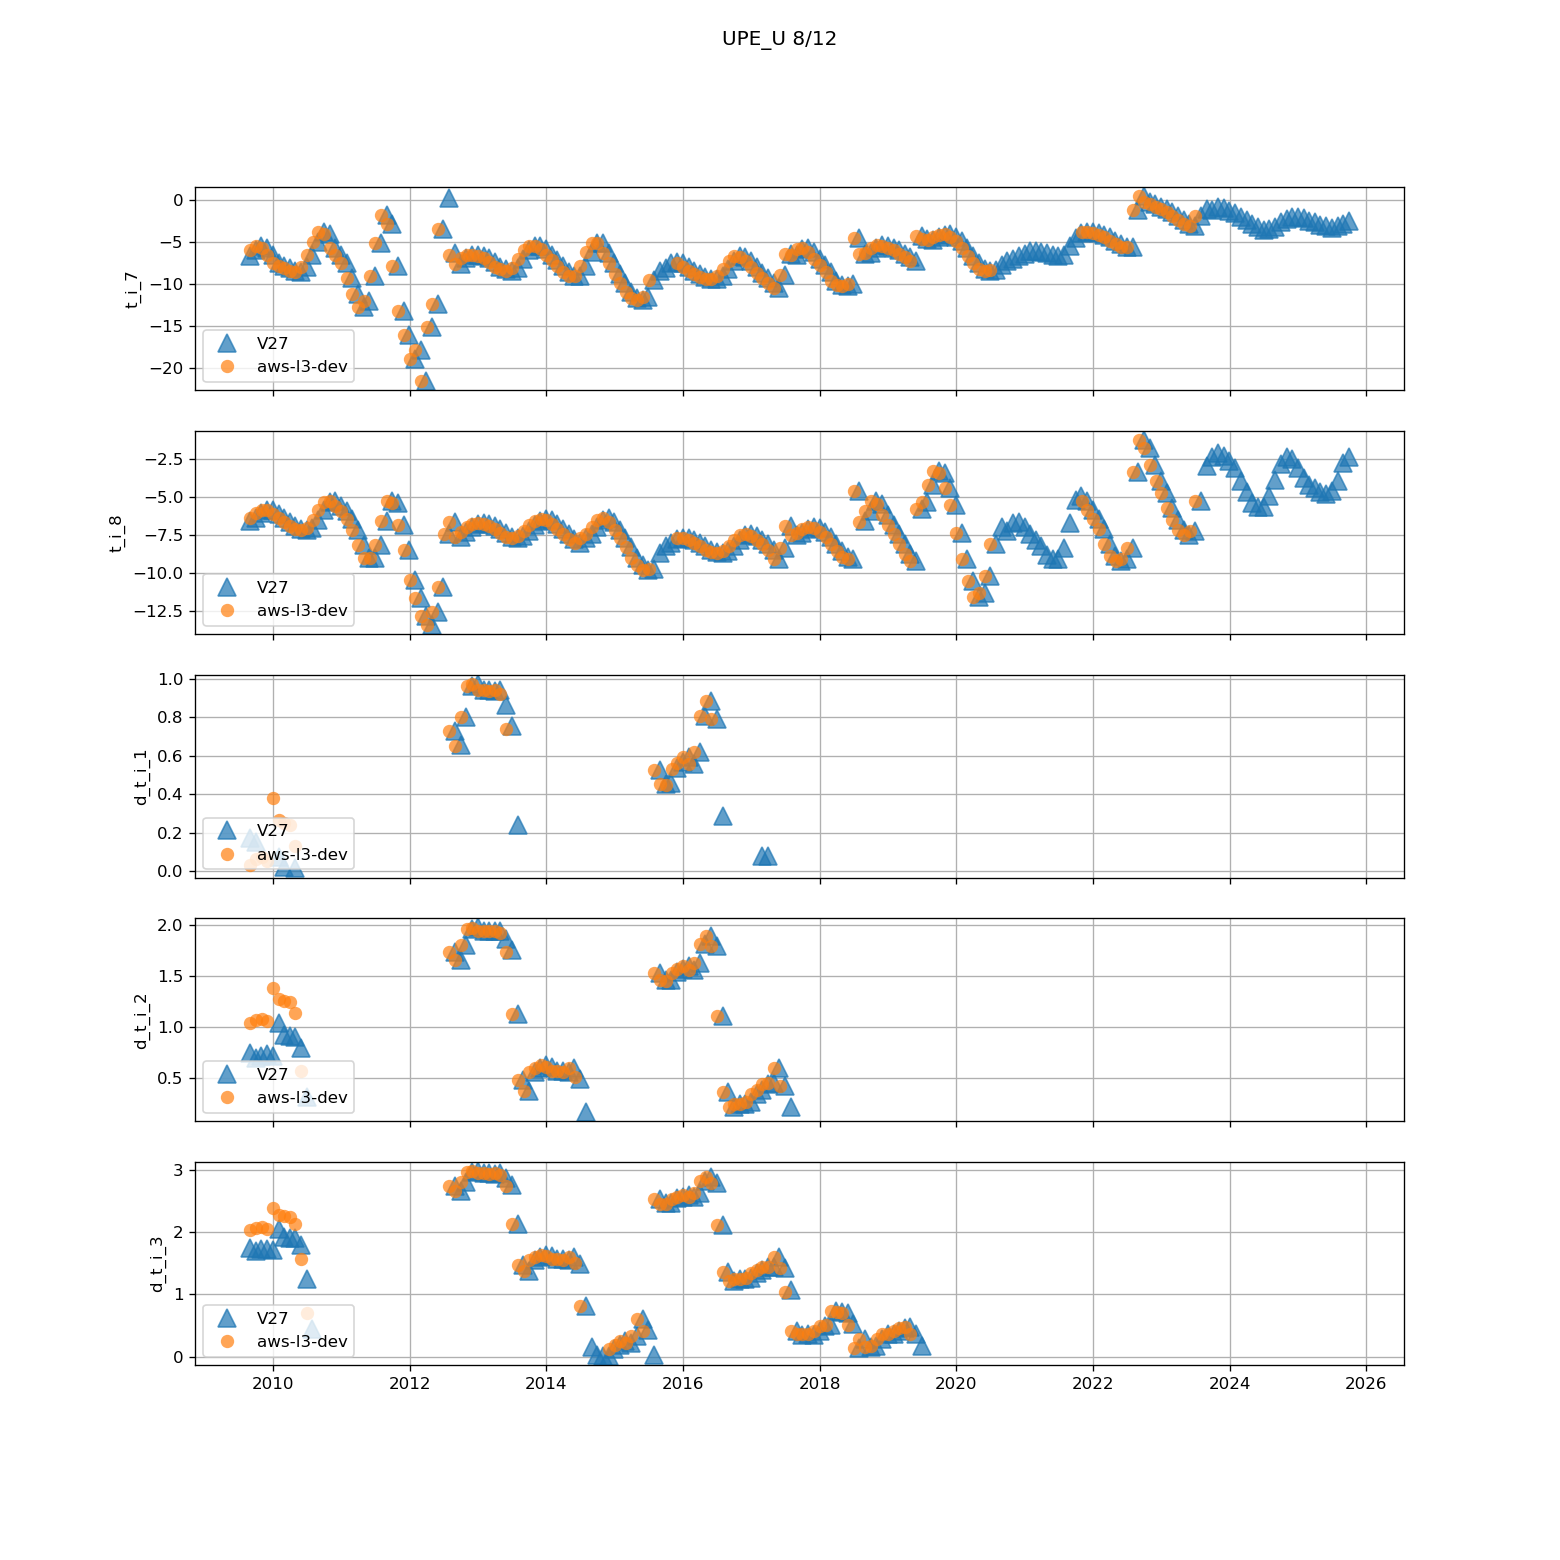 UPE_U 8/12
0
−5
−10
−15
−20
t_i_7
V27
aws-l3-dev
−2.5
−5.0
−7.5
−10.0
−12.5
t_i_8
V27
aws-l3-dev
1.0
0.8
0.6
0.4
0.2
0.0
d_t_i_1
V27
aws-l3-dev
2.0
1.5
1.0
0.5
d_t_i_2
V27
aws-l3-dev
3
2
1
0
d_t_i_3
V27
aws-l3-dev
2010 2012 2014 2016 2018 2020 2022 2024 2026